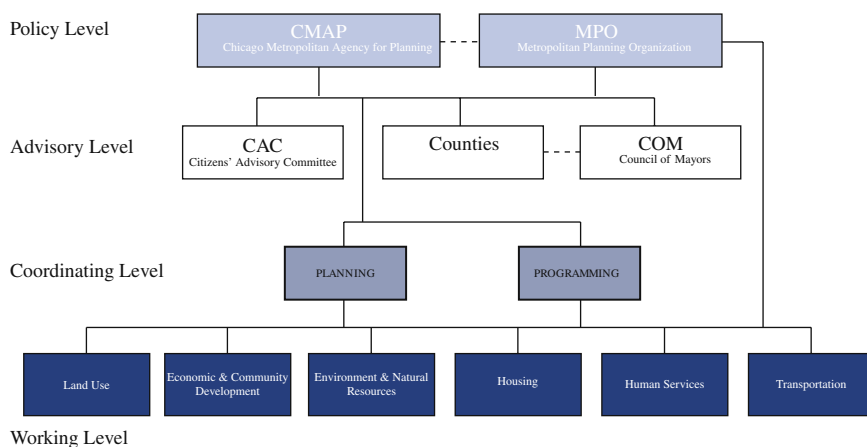 Policy Level
CMAP
Chicago Metropolitan Agency for Planning
MPO
Metropolitan Planning Organization
Advisory Level
CAC
Citizens' Advisory Committee
Counties
COM
Council of Mayors
Coordinating Level
PLANNING
PROGRAMMING
Land Use
Economic & Community
Development
Environment & Natural
Resources
Housing
Human Services
Transportation
Working Level